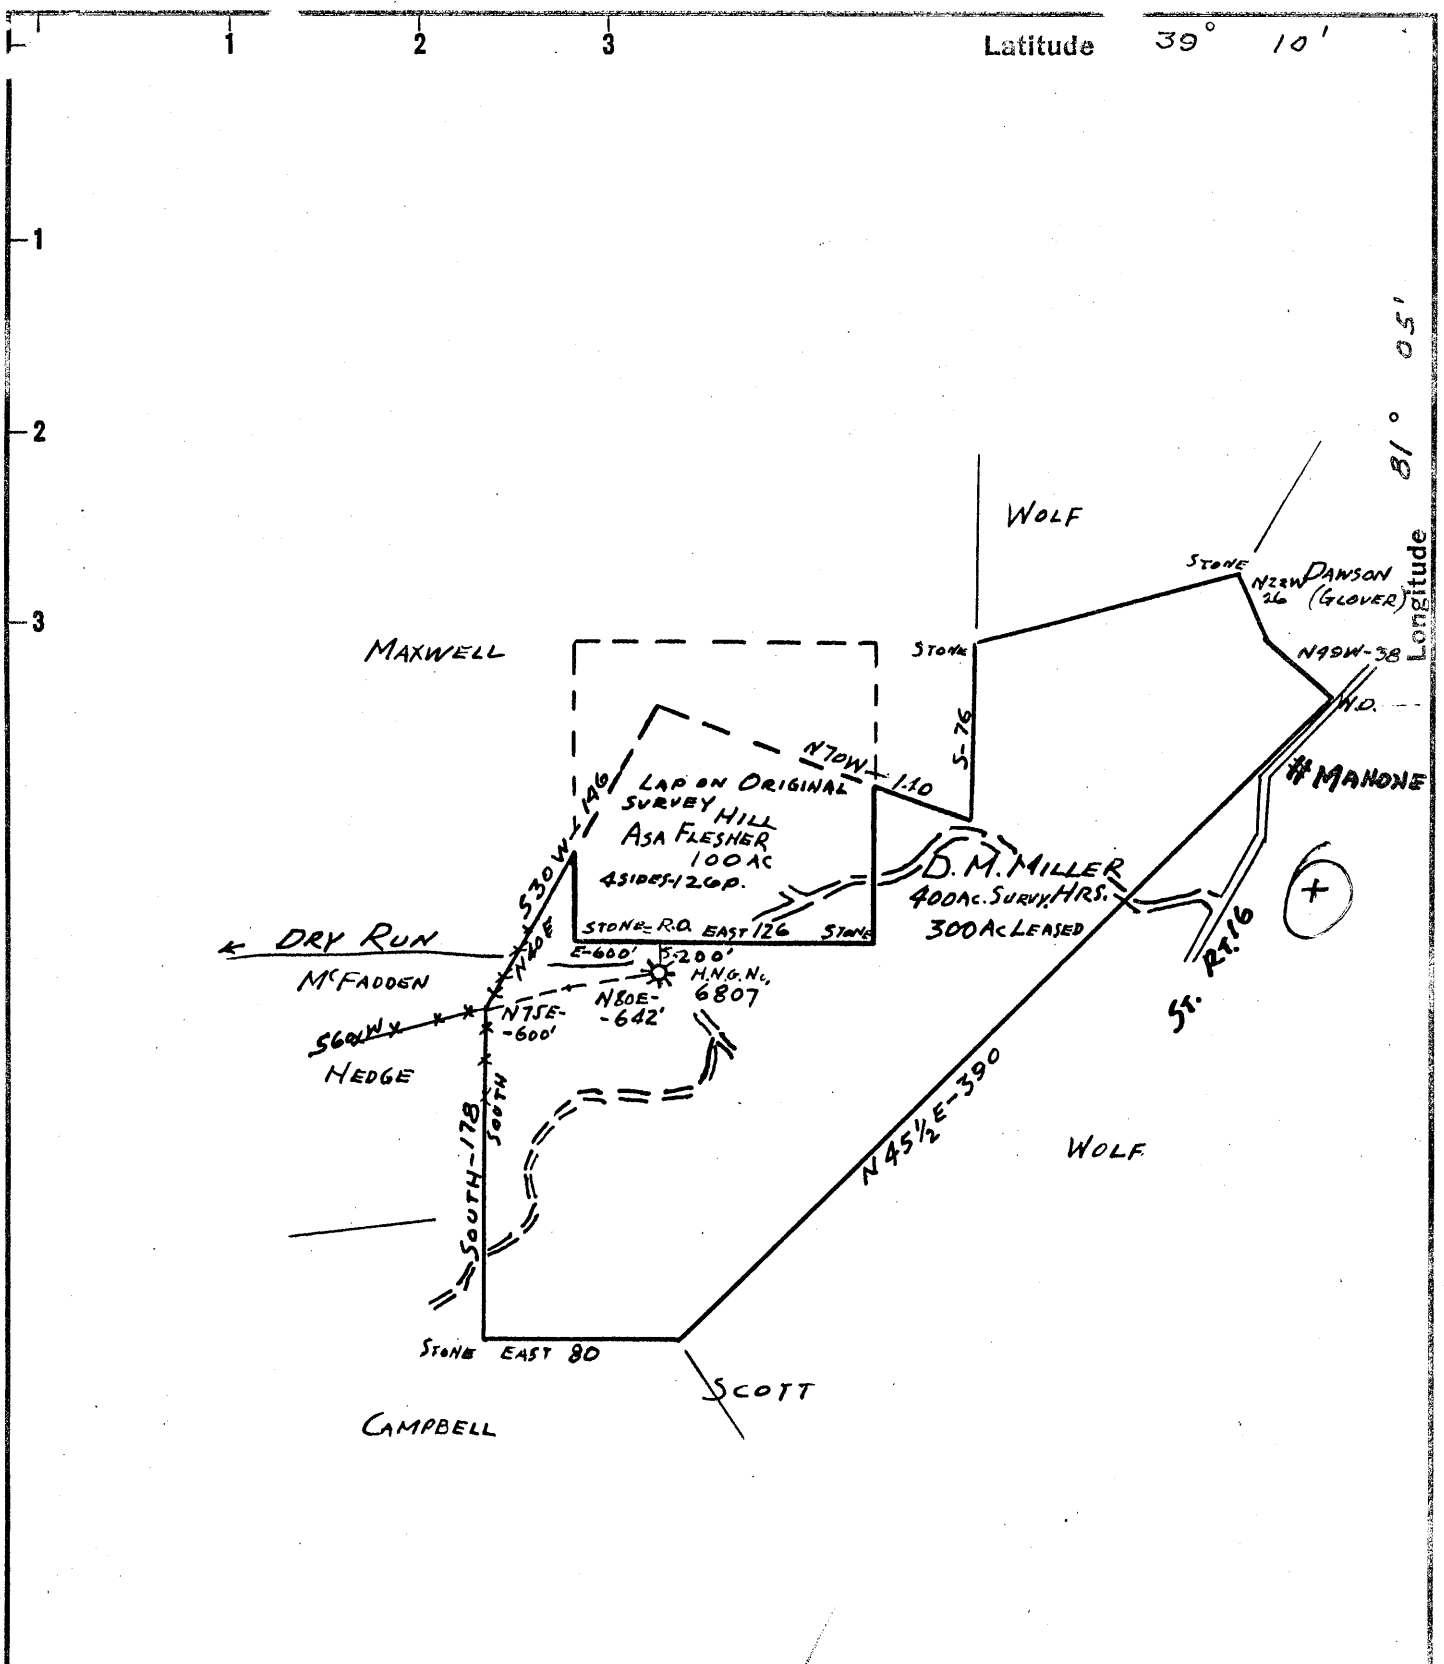 1 2 3 Latitude 39° 10'
1
2
3
Longitude 81° 05'
WOLF
STONE
N22W
26
DAWSON
(GLOVER)
MAXWELL
STONE
N49W-38
W.D.
S-76
N70W-110
# MAHONE
LAP ON ORIGINAL
SURVEY
HILL
ASA FLESHER
100 AC
4 SIDES-126P.
S30W-146
D. M. MILLER
400 AC. SURVY. HRS.
300 AC LEASED
+
STONE R.O. EAST 126 STONE
DRY RUN
N40E
E-600' S-200'
MCFADDEN
H.N.G. No.
6807
ST. RT. 16
N75E-
-600'
N80E-
-642'
S60W
HEDGE
SOUTH
SOUTH-178
N45½E-390
WOLF
STONE EAST 80
SCOTT
CAMPBELL